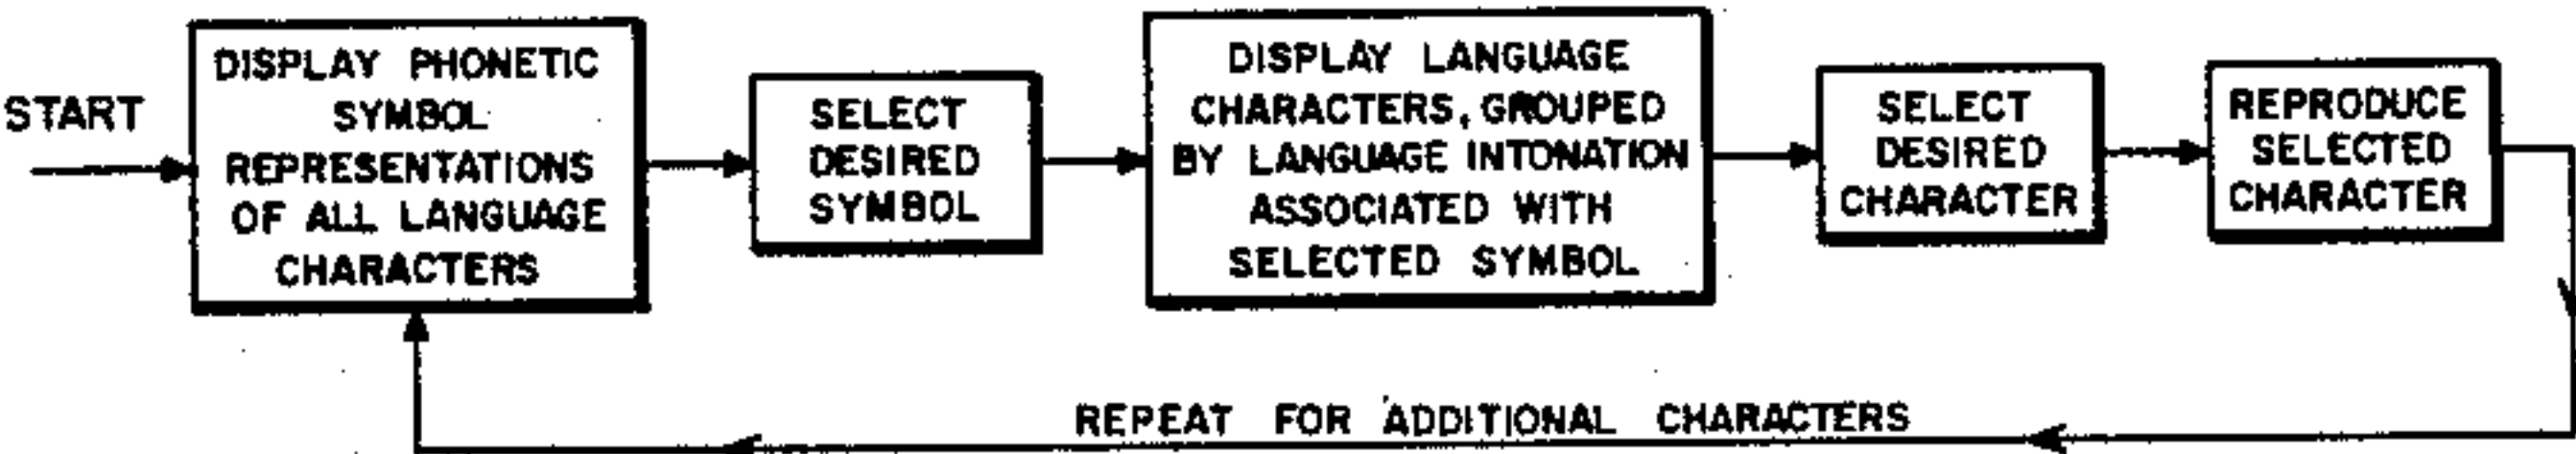 START
DISPLAY PHONETIC
SYMBOL
REPRESENTATIONS
OF ALL LANGUAGE
CHARACTERS
SELECT
DESIRED
SYMBOL
DISPLAY LANGUAGE
CHARACTERS, GROUPED
BY LANGUAGE INTONATION
ASSOCIATED WITH
SELECTED SYMBOL
SELECT
DESIRED
CHARACTER
REPRODUCE
SELECTED
CHARACTER
REPEAT FOR ADDITIONAL CHARACTERS